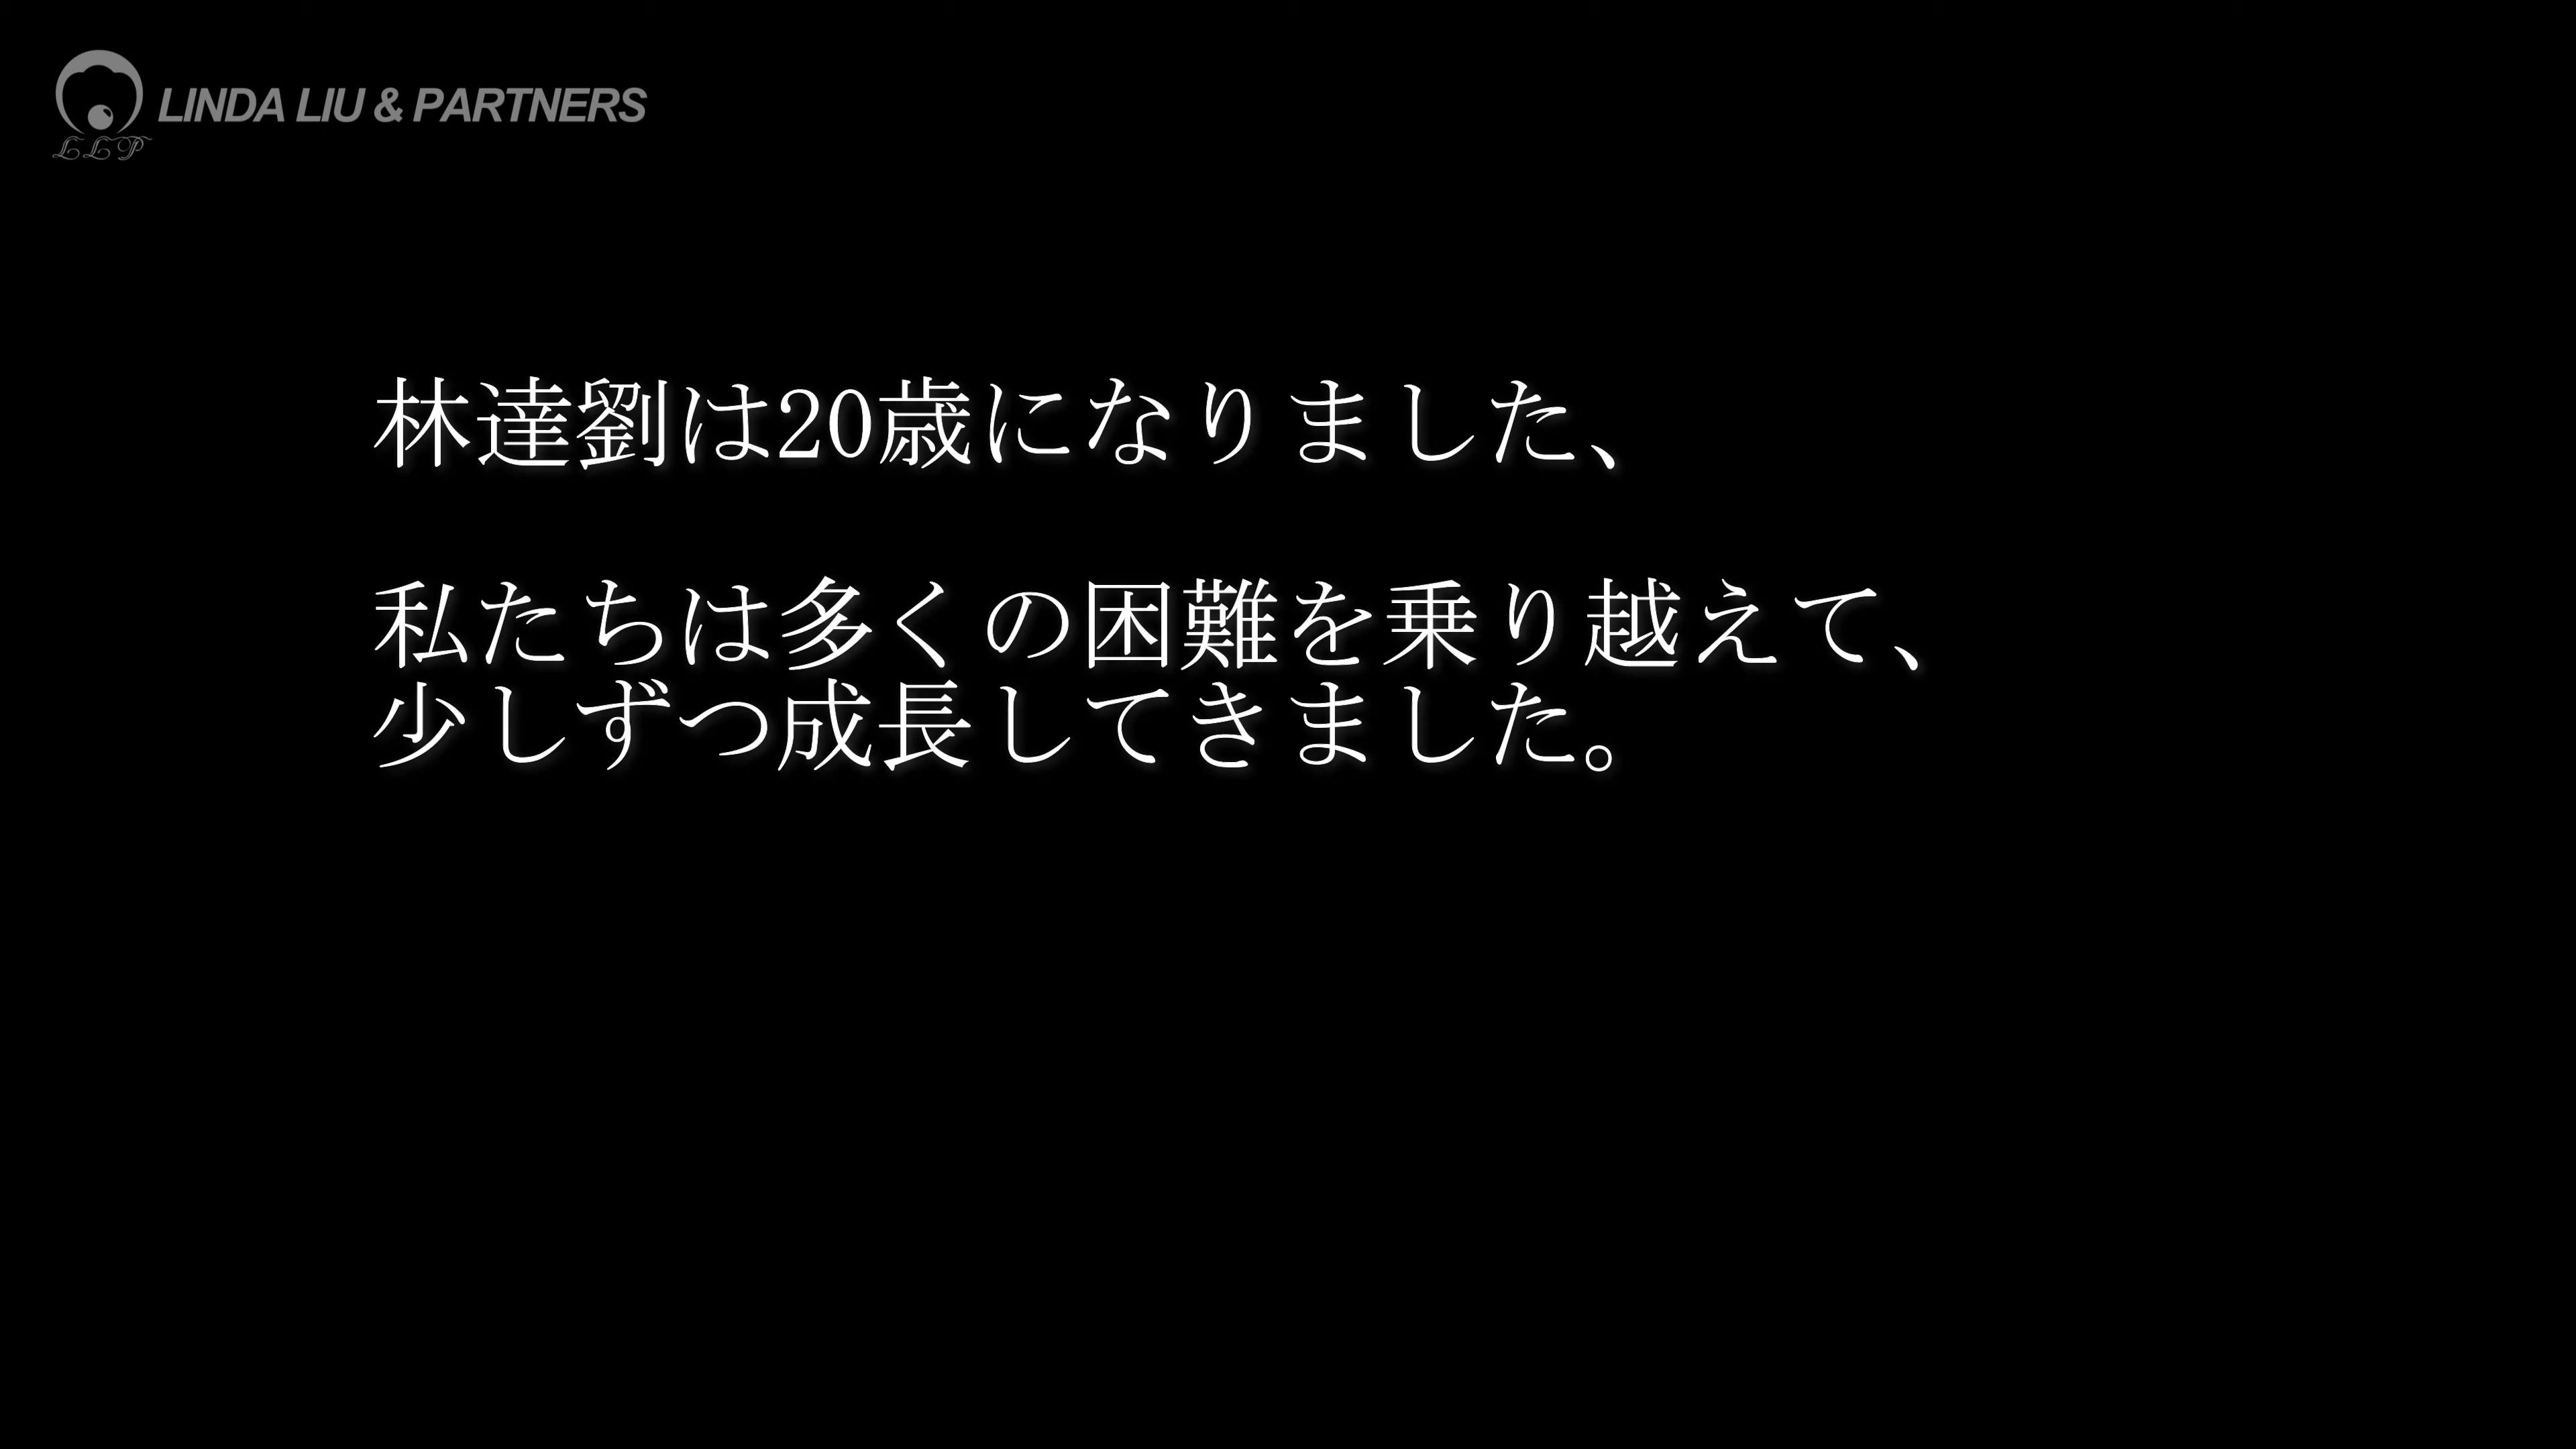 LINDA LIU & PARTNERS
LLP
林達劉は20歳になりました、
私たちは多くの困難を乗り越えて、
少しずつ成長してきました。